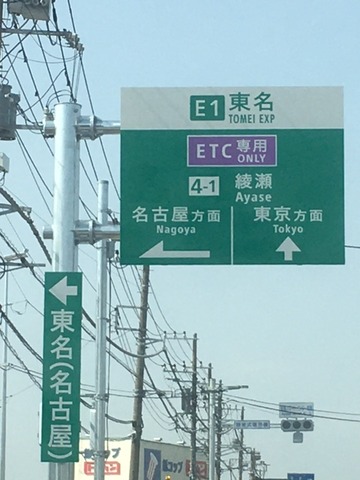 E1 東名
TOMEI EXP
ETC 専用
ONLY
4-1 綾瀬
Ayase
名古屋方面
Nagoya
東京方面
Tokyo
東名(名古屋)